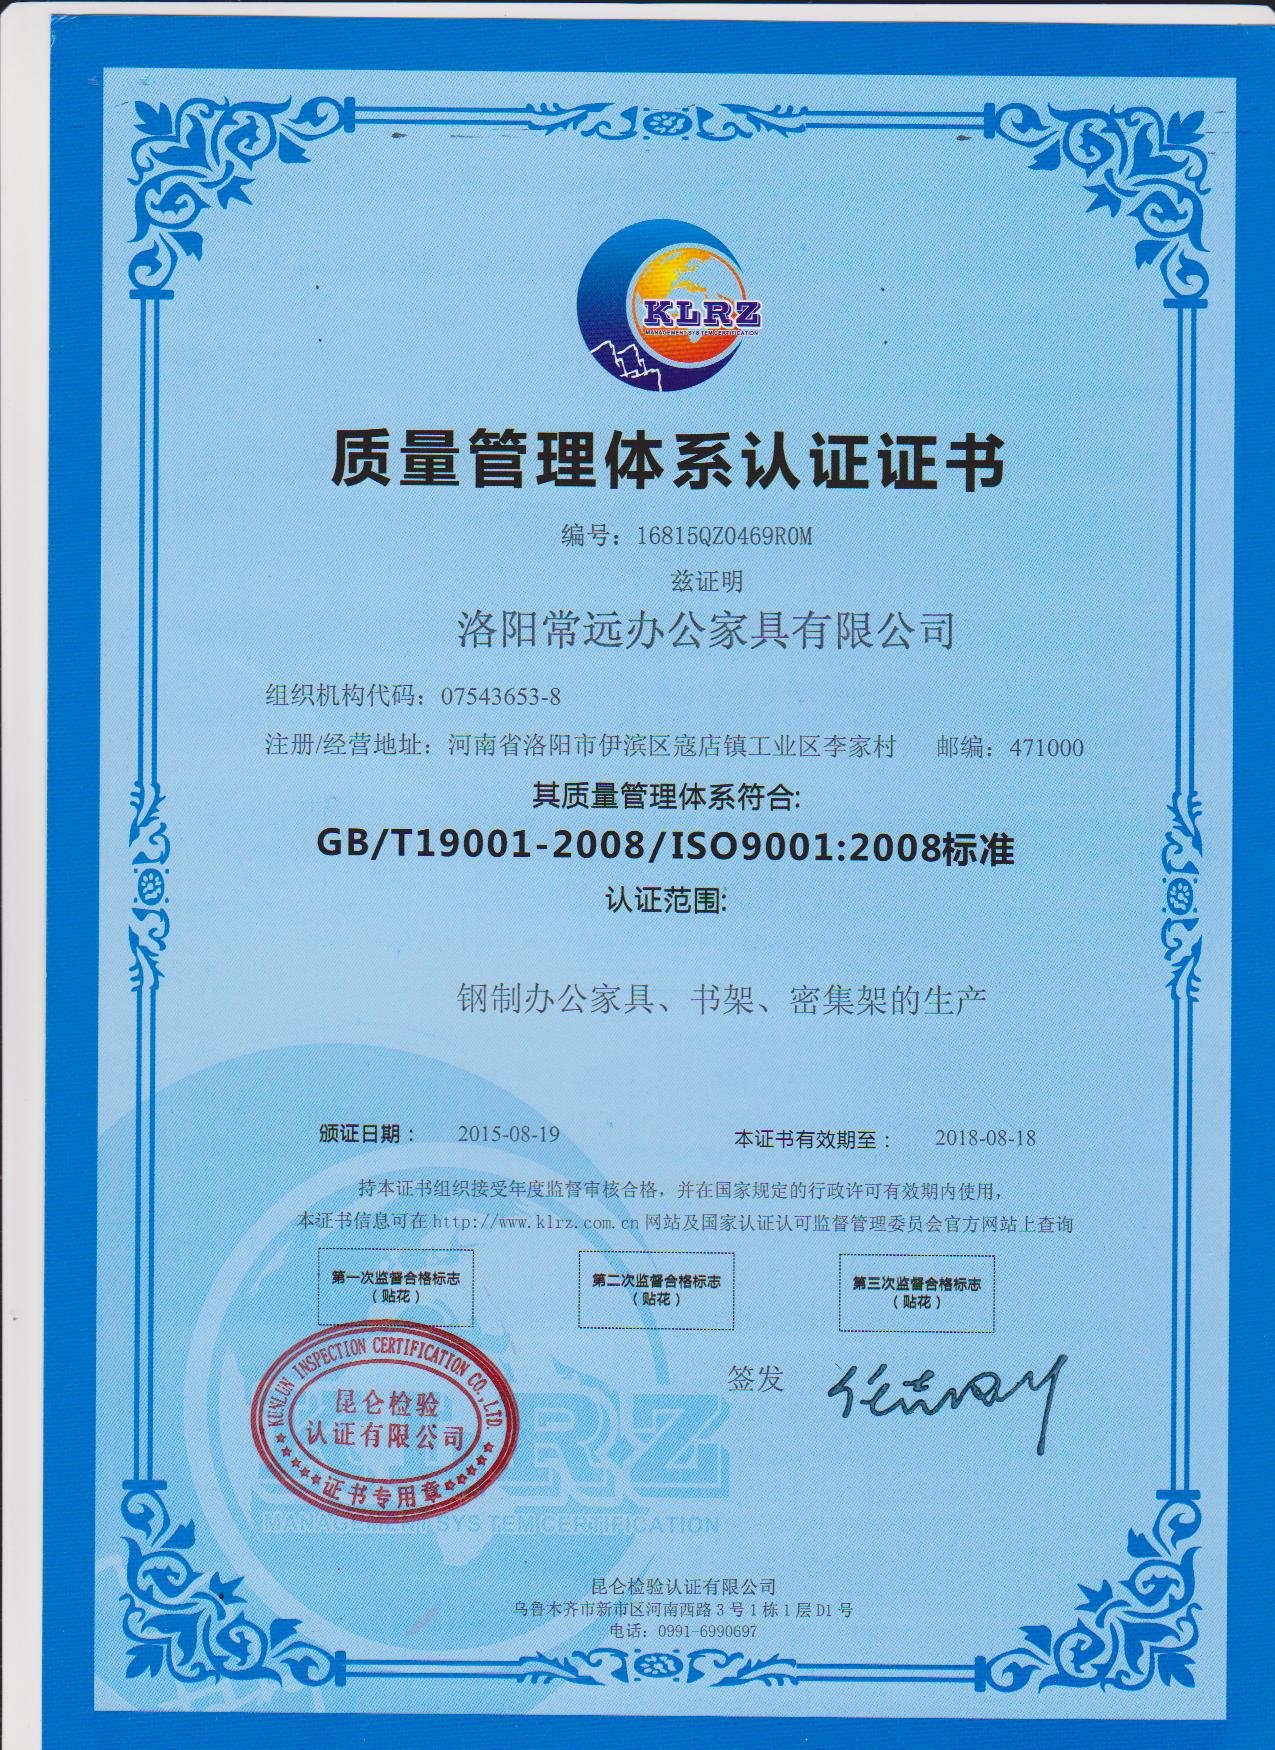 KLRZ
MANAGEMENT SYSTEM CERTIFICATION
质量管理体系认证证书
编号：16815QZ0469R0M
兹证明
洛阳常远办公家具有限公司
组织机构代码：07543653-8
注册/经营地址：河南省洛阳市伊滨区寇店镇工业区李家村 邮编：471000
其质量管理体系符合:
GB/T19001-2008/ISO9001:2008标准
认证范围:
钢制办公家具、书架、密集架的生产
颁证日期： 2015-08-19 本证书有效期至： 2018-08-18
持本证书组织接受年度监督审核合格，并在国家规定的行政许可有效期内使用，
本证书信息可在 http://www.klrz.com.cn 网站及国家认证认可监督管理委员会官方网站上查询
第一次监督合格标志
（贴花）
第二次监督合格标志
（贴花）
第三次监督合格标志
（贴花）
签发
KUNLUN INSPECTION CERTIFICATION CO.,LTD.
昆仑检验
认证有限公司
证书专用章
KLRZ
MANAGEMENT SYSTEM CERTIFICATION
昆仑检验认证有限公司
乌鲁木齐市新市区河南西路 3 号 1 栋 1 层 D1 号
电话：0991-6990697